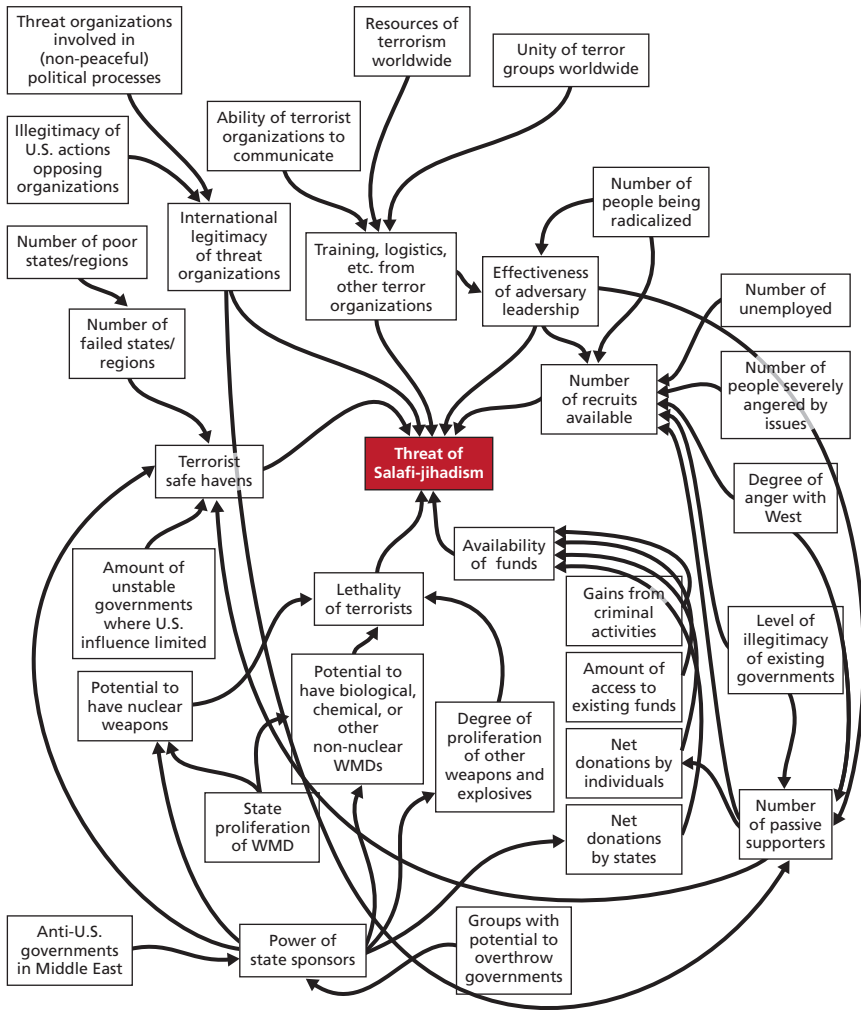 Threat organizations
involved in
(non-peaceful)
political processes
Resources of
terrorism
worldwide
Unity of terror
groups worldwide
Illegitimacy of
U.S. actions
opposing
organizations
Ability of terrorist
organizations to
communicate
Number of
people being
radicalized
International
legitimacy
of threat
organizations
Number of poor
states/regions
Training, logistics,
etc. from
other terror
organizations
Effectiveness
of adversary
leadership
Number of
unemployed
Number of
failed states/
regions
Number
of recruits
available
Number of
people severely
angered by
issues
Threat of
Salafi-jihadism
Terrorist
safe havens
Degree of
anger with
West
Availability
of funds
Amount of
unstable
governments
where U.S.
influence limited
Lethality
of terrorists
Gains from
criminal
activities
Level of
illegitimacy
of existing
governments
Potential to
have nuclear
weapons
Potential to
have biological,
chemical, or
other
non-nuclear
WMDs
Amount of
access to
existing funds
Degree of
proliferation
of other
weapons and
explosives
Net
donations by
individuals
State
proliferation
of WMD
Net
donations
by states
Number
of passive
supporters
Anti-U.S.
governments
in Middle East
Power of
state sponsors
Groups with
potential to
overthrow
governments